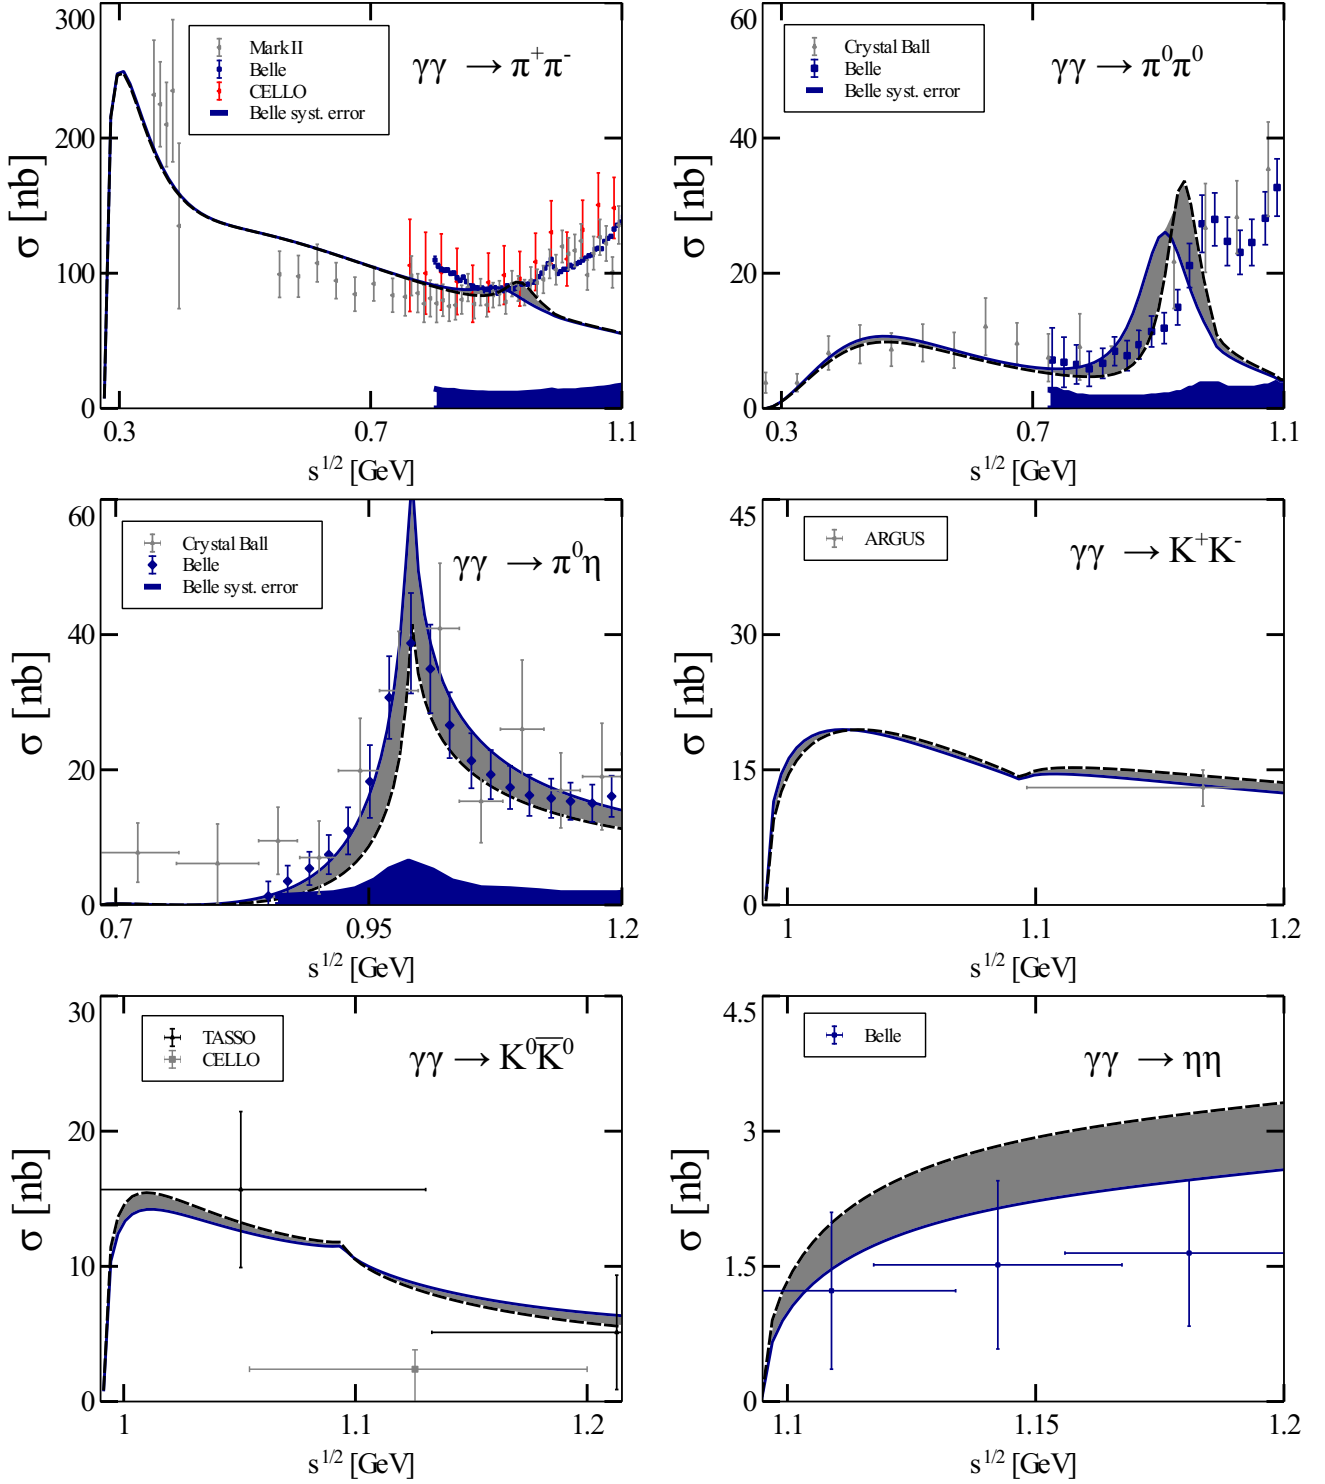 300
200
100
0
0.3
0.7
1.1
σ [nb]
s^{1/2} [GeV]
Mark II
Belle
CELLO
Belle syst. error
γγ → π⁺π⁻
60
40
20
0
0.3
0.7
1.1
σ [nb]
s^{1/2} [GeV]
Crystal Ball
Belle
Belle syst. error
γγ → π⁰π⁰
60
40
20
0
0.7
0.95
1.2
σ [nb]
s^{1/2} [GeV]
Crystal Ball
Belle
Belle syst. error
γγ → π⁰η
45
30
15
0
1
1.1
1.2
σ [nb]
s^{1/2} [GeV]
ARGUS
γγ → K⁺K⁻
30
20
10
0
1
1.1
1.2
σ [nb]
s^{1/2} [GeV]
TASSO
CELLO
γγ → K⁰K̅⁰
4.5
3
1.5
0
1.1
1.15
1.2
σ [nb]
s^{1/2} [GeV]
Belle
γγ → ηη